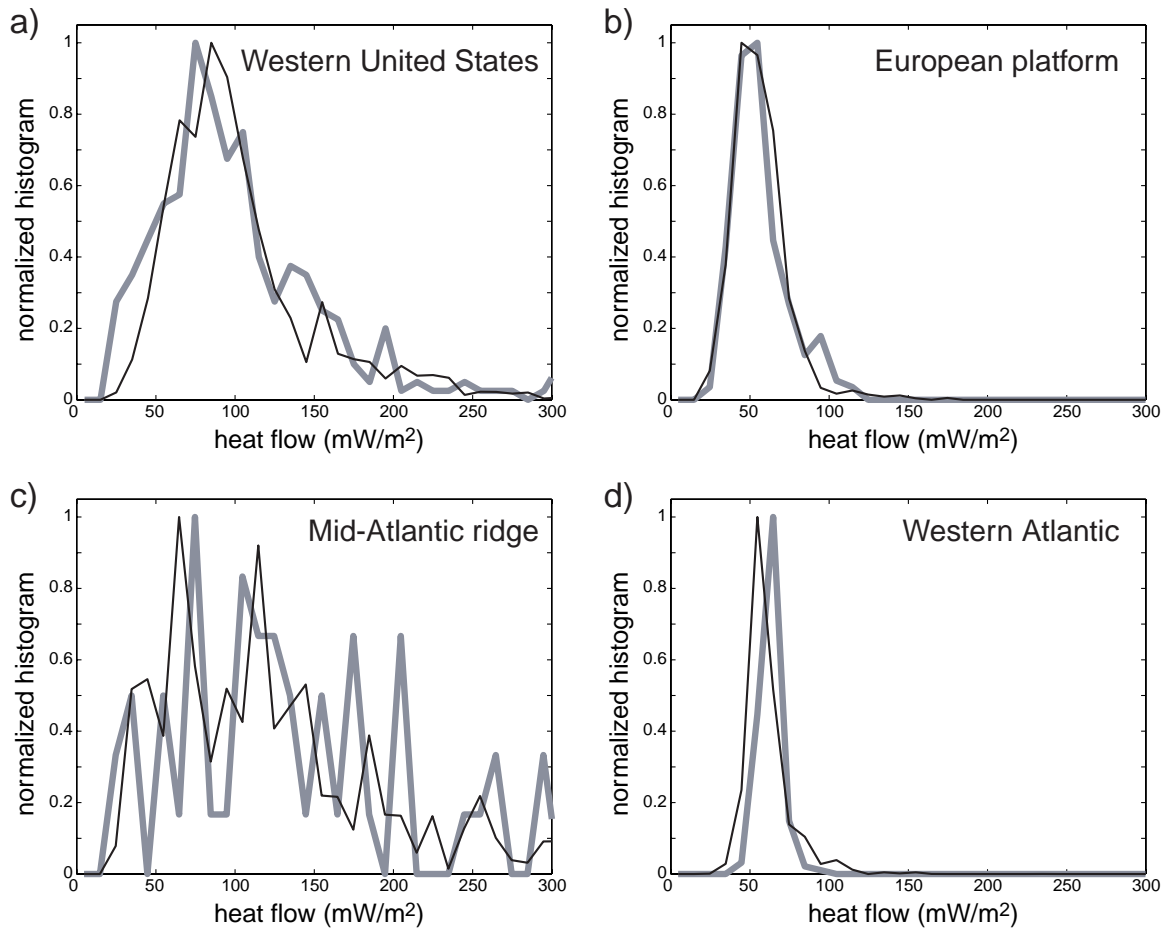 a)
Western United States
normalized histogram
1
0.8
0.6
0.4
0.2
0
0 50 100 150 200 250 300
heat flow (mW/m²)
b)
European platform
normalized histogram
1
0.8
0.6
0.4
0.2
0
0 50 100 150 200 250 300
heat flow (mW/m²)
c)
Mid-Atlantic ridge
normalized histogram
1
0.8
0.6
0.4
0.2
0
0 50 100 150 200 250 300
heat flow (mW/m²)
d)
Western Atlantic
normalized histogram
1
0.8
0.6
0.4
0.2
0
0 50 100 150 200 250 300
heat flow (mW/m²)